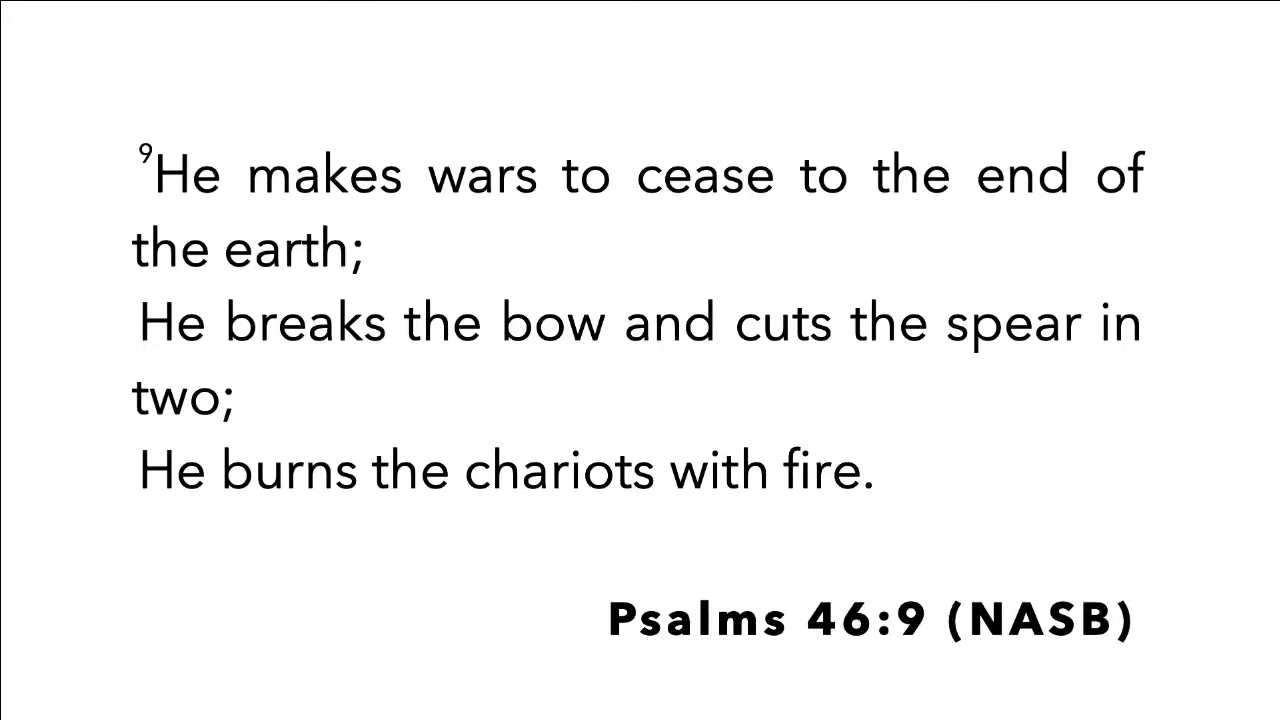 ⁹He makes wars to cease to the end of
the earth;
He breaks the bow and cuts the spear in
two;
He burns the chariots with fire.
Psalms 46:9 (NASB)